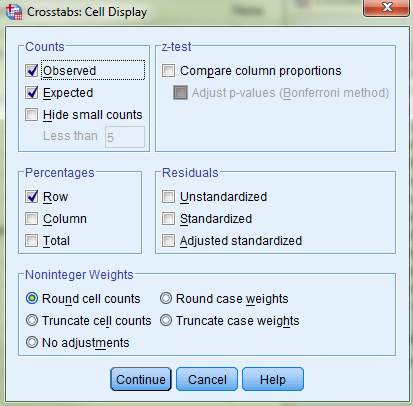 Crosstabs: Cell Display
Counts
Observed
Expected
Hide small counts
Less than 5
z-test
Compare column proportions
Adjust p-values (Bonferroni method)
Percentages
Row
Column
Total
Residuals
Unstandardized
Standardized
Adjusted standardized
Noninteger Weights
Round cell counts Round case weights
Truncate cell counts Truncate case weights
No adjustments
Continue Cancel Help